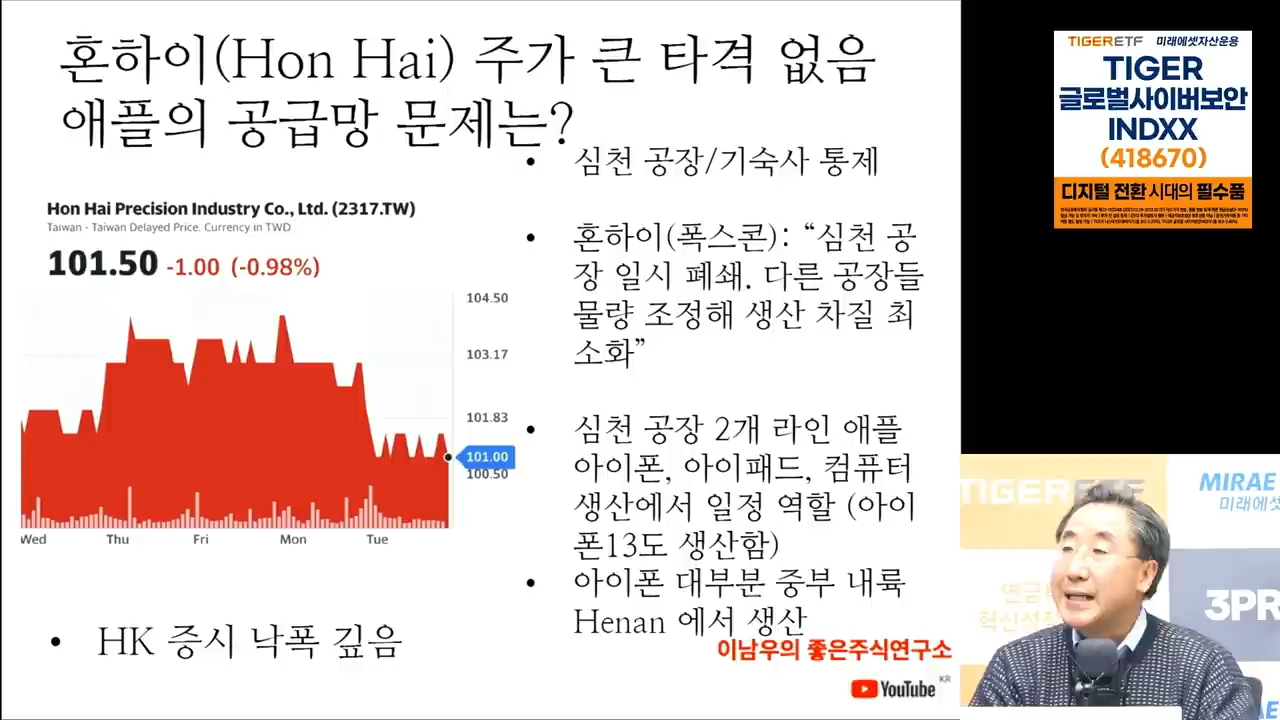 혼하이(Hon Hai) 주가 큰 타격 없음
애플의 공급망 문제는?
Hon Hai Precision Industry Co., Ltd. (2317.TW)
Taiwan - Taiwan Delayed Price. Currency in TWD
101.50 -1.00 (-0.98%)
104.50
103.17
101.83
101.00
100.50
Wed Thu Fri Mon Tue
• HK 증시 낙폭 깊음
• 심천 공장/기숙사 통제
• 혼하이(폭스콘): “심천 공
장 일시 폐쇄. 다른 공장들
물량 조정해 생산 차질 최
소화”
• 심천 공장 2개 라인 애플
아이폰, 아이패드, 컴퓨터
생산에서 일정 역할 (아이
폰13도 생산함)
• 아이폰 대부분 중부 내륙
Henan 에서 생산
이남우의 좋은주식연구소
YouTube KR
TIGERETF 미래에셋자산운용
TIGER
글로벌사이버보안
INDXX
(418670)
디지털 전환 시대의 필수품
TIGERETF
MIRAE
미래에셋
3PR